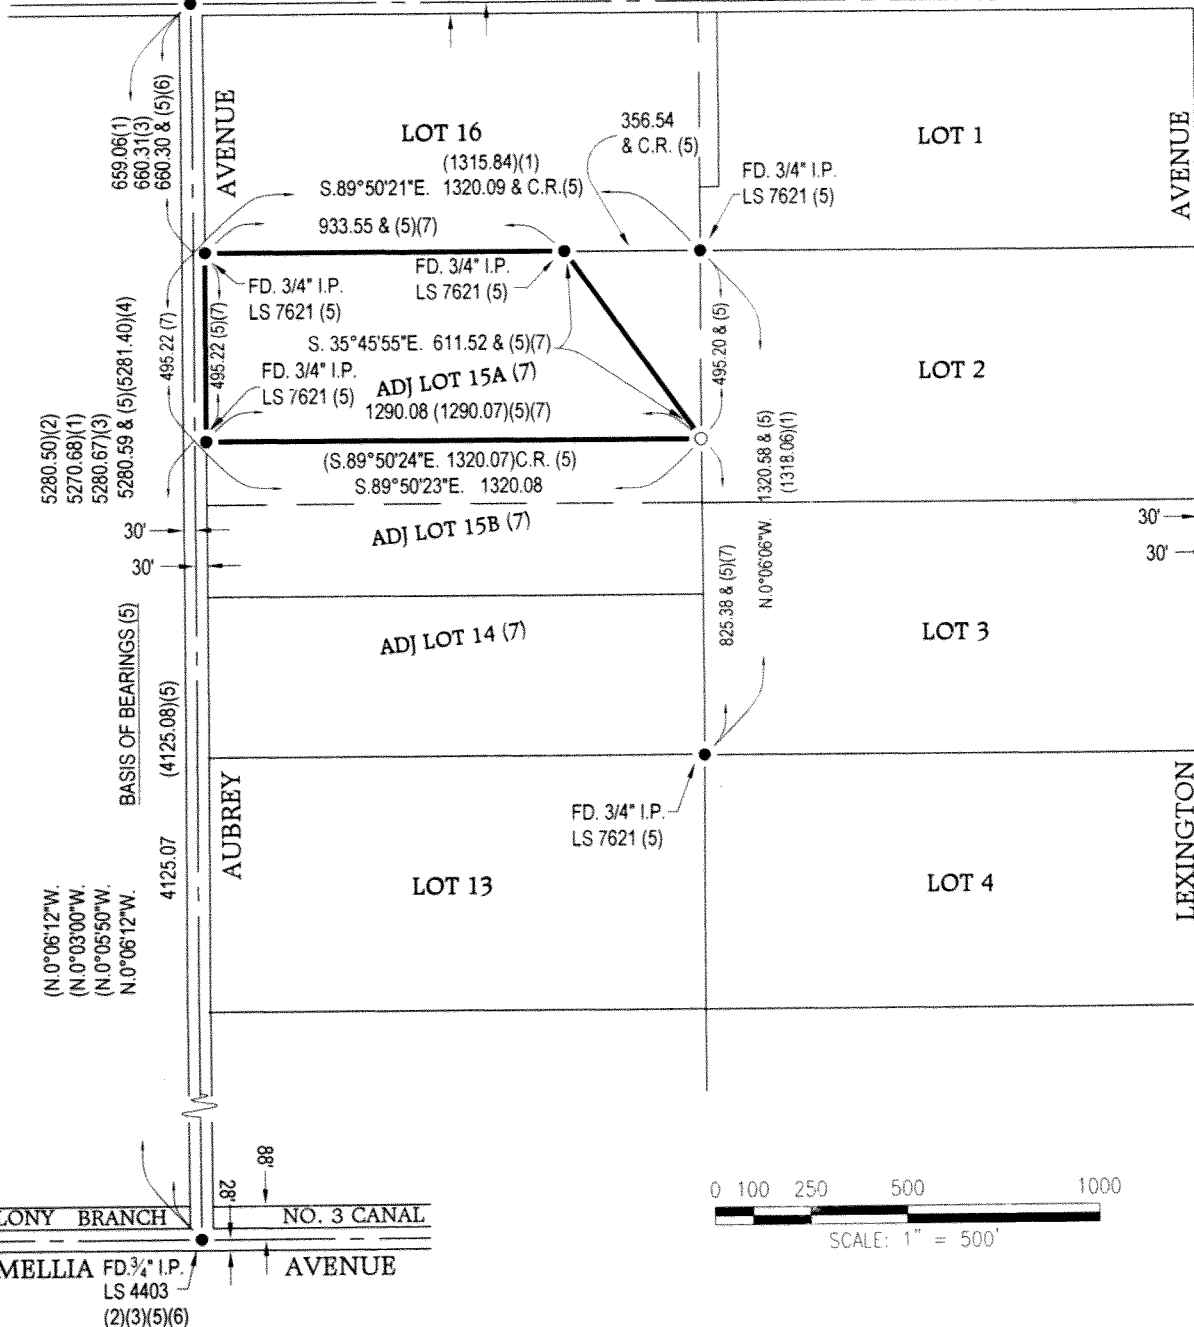 659.06(1)
660.31(3)
660.30 & (5)(6)
AVENUE
LOT 16
(1315.84)(1)
S.89°50'21"E. 1320.09 & C.R.(5)
933.55 & (5)(7)
356.54
& C.R. (5)
FD. 3/4" I.P.
LS 7621 (5)
LOT 1
AVENUE
FD. 3/4" I.P.
LS 7621 (5)
FD. 3/4" I.P.
LS 7621 (5)
495.22 (7)
495.22 (5)(7)
S. 35°45'55"E. 611.52 & (5)(7)
495.20 & (5)
FD. 3/4" I.P.
LS 7621 (5)
ADJ LOT 15A (7)
1290.08 (1290.07)(5)(7)
LOT 2
5280.50)(2)
5270.68)(1)
5280.67)(3)
5280.59 & (5)(5281.40)(4)
(S.89°50'24"E. 1320.07)C.R. (5)
S.89°50'23"E. 1320.08
1320.58 & (5)
(1318.06)(1)
N.0°06'06"W.
30'
30'
ADJ LOT 15B (7)
30'
30'
825.38 & (5)(7)
ADJ LOT 14 (7)
LOT 3
BASIS OF BEARINGS (5)
(4125.08)(5)
4125.07
AUBREY
FD. 3/4" I.P.
LS 7621 (5)
LEXINGTON
(N.0°06'12"W.
(N.0°03'00"W.
(N.0°05'50"W.
N.0°06'12"W.
LOT 13
LOT 4
88'
28'
LONY BRANCH
NO. 3 CANAL
MELLIA
AVENUE
FD.3/4" I.P.
LS 4403
(2)(3)(5)(6)
0 100 250 500 1000
SCALE: 1" = 500'